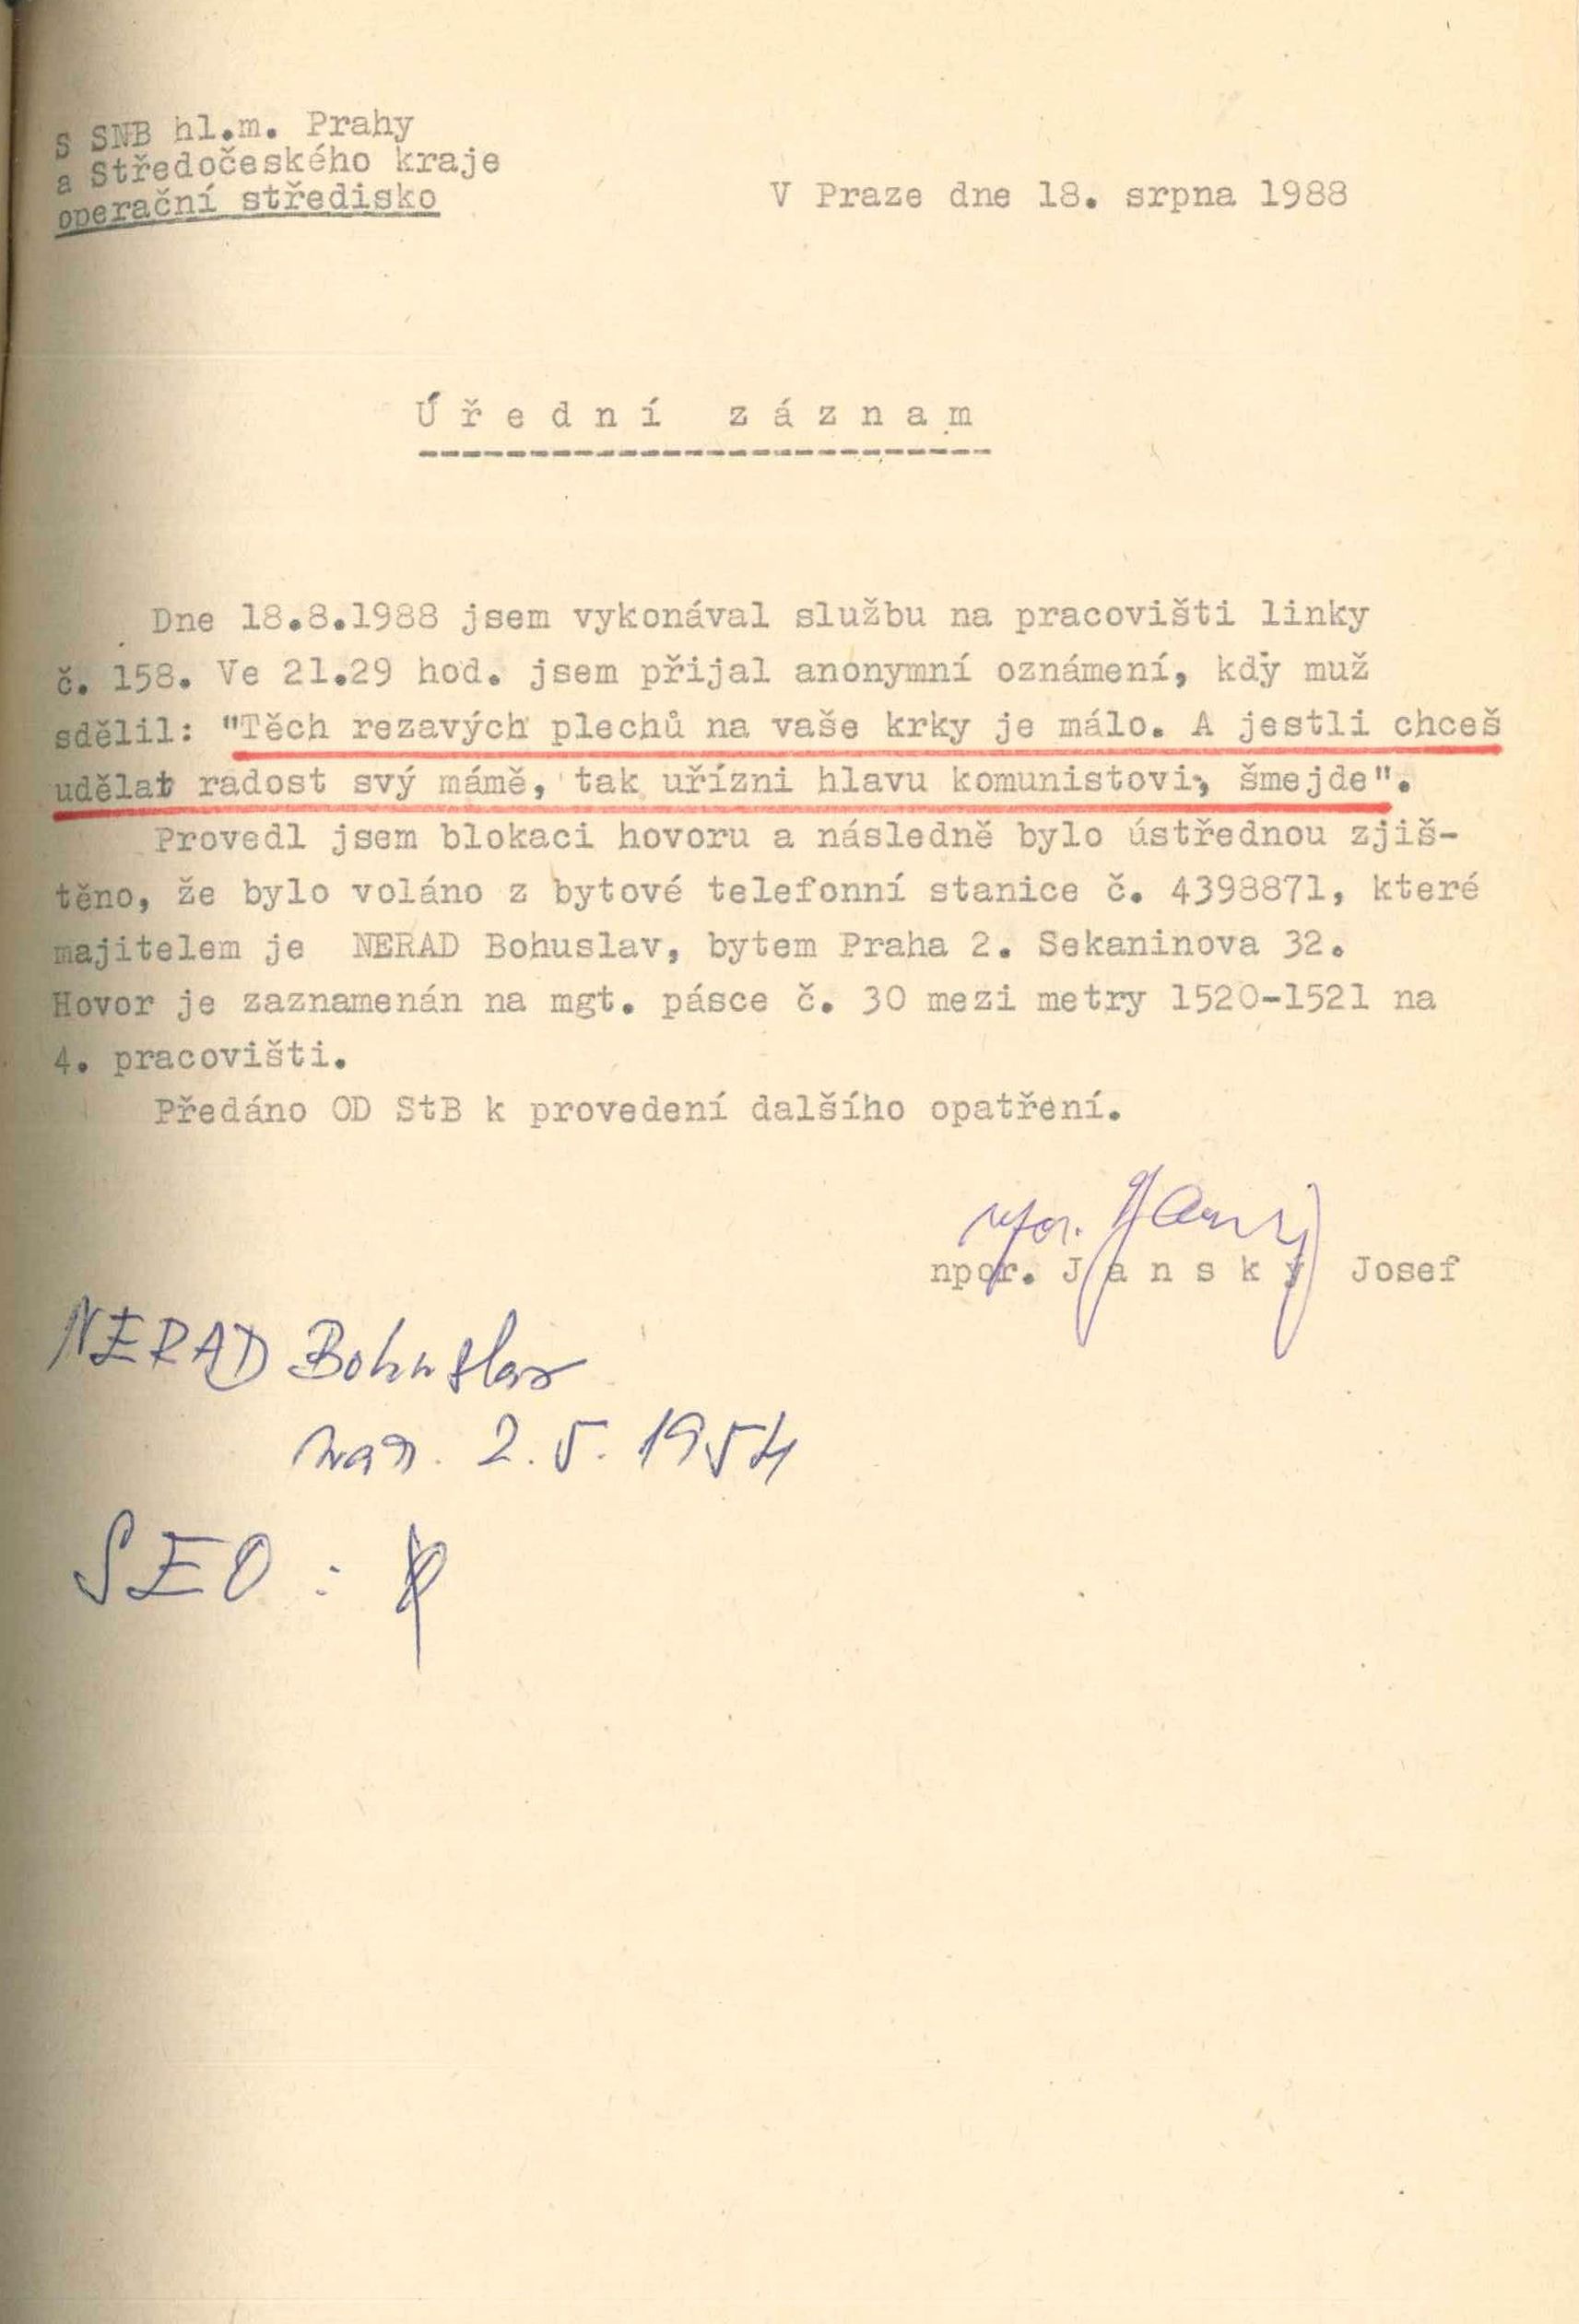 S SNB hl.m. Prahy
a Středočeského kraje
operační středisko
V Praze dne 18. srpna 1988
Úřední záznam
Dne 18.8.1988 jsem vykonával službu na pracovišti linky
č. 158. Ve 21.29 hod. jsem přijal anonymní oznámení, kdy muž
sdělil: "Těch rezavých plechů na vaše krky je málo. A jestli chceš
udělat radost svý mámě, tak uřízni hlavu komunistovi, šmejde".
Provedl jsem blokaci hovoru a následně bylo ústřednou zjiš-
těno, že bylo voláno z bytové telefonní stanice č. 4398871, které
majitelem je NERAD Bohuslav, bytem Praha 2. Sekaninova 32.
Hovor je zaznamenán na mgt. pásce č. 30 mezi metry 1520-1521 na
4. pracovišti.
Předáno OD StB k provedení dalšího opatření.
npor.
npor. Janský Josef
NERAD Bohuslav
nar. 2.5.1954
SEO :